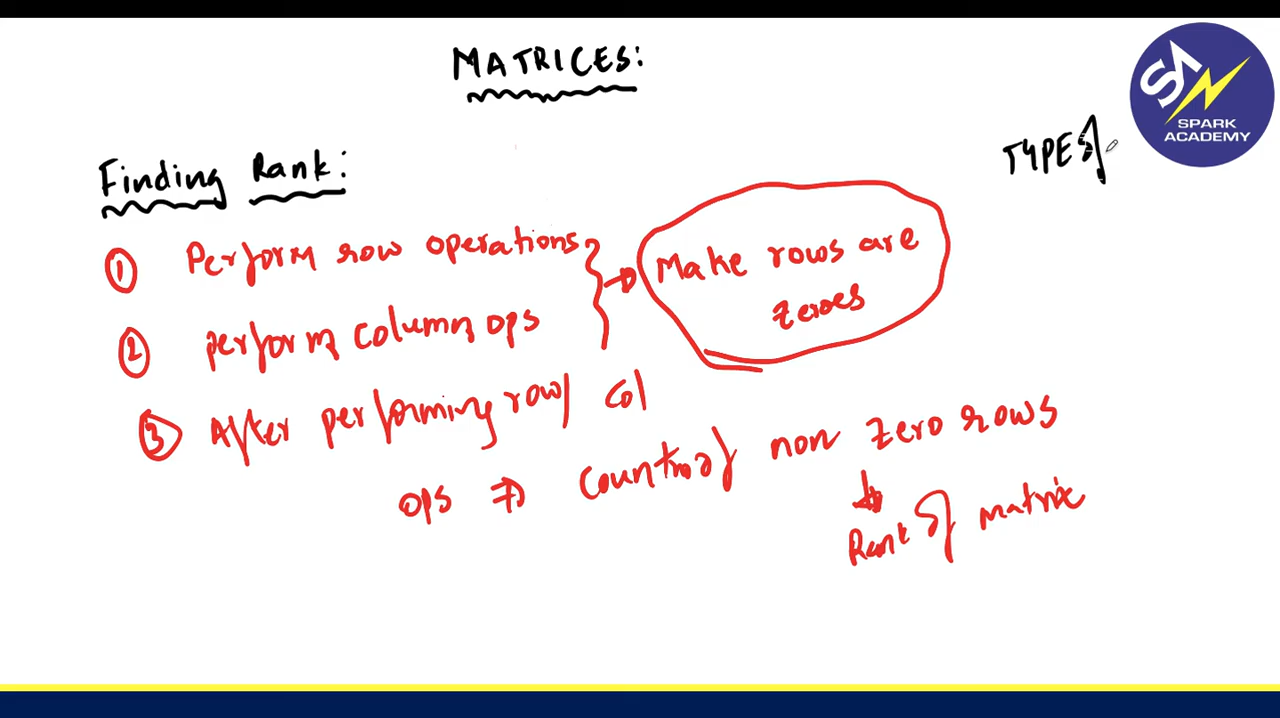 MATRICES:
SPARK
ACADEMY
TYPES
Finding Rank:
① Perform row operations
② perform column ops
→ Make rows are
zeroes
③ After performing row/ col
ops ⇒ Count of non zero rows
↓
Rank of matrix